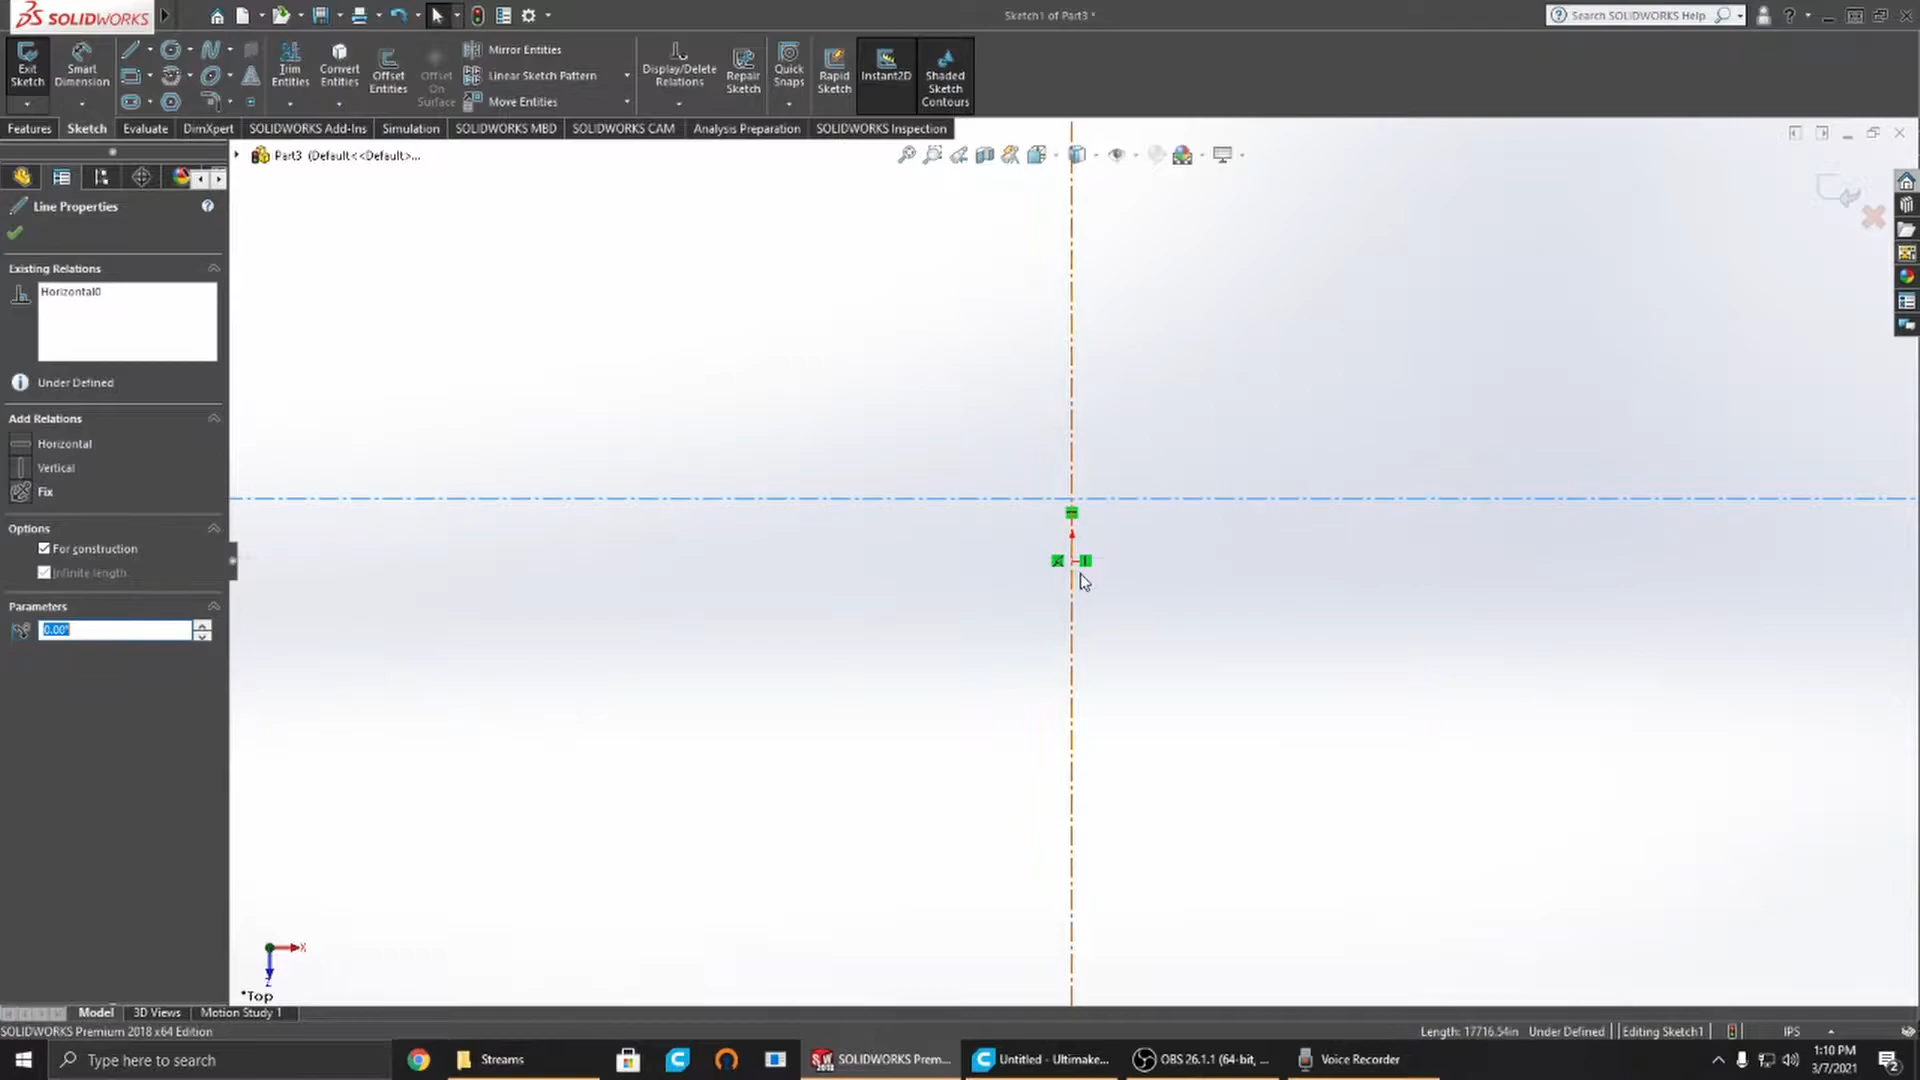 SOLIDWORKS
Sketch1 of Part3 *
Search SOLIDWORKS Help
Exit Sketch
Smart Dimension
Trim Entities
Convert Entities
Offset Entities
Offset On Surface
Mirror Entities
Linear Sketch Pattern
Move Entities
Display/Delete Relations
Repair Sketch
Quick Snaps
Rapid Sketch
Instant2D
Shaded Sketch Contours
Features
Sketch
Evaluate
DimXpert
SOLIDWORKS Add-Ins
Simulation
SOLIDWORKS MBD
SOLIDWORKS CAM
Analysis Preparation
SOLIDWORKS Inspection
Part3 (Default<<Default>...
Line Properties
Existing Relations
Horizontal0
Under Defined
Add Relations
Horizontal
Vertical
Fix
Options
For construction
Infinite length
Parameters
0.00°
X
Z
*Top
Model
3D Views
Motion Study 1
SOLIDWORKS Premium 2018 x64 Edition
Length: 17716.54in
Under Defined
Editing Sketch1
IPS
Type here to search
Streams
SOLIDWORKS Prem...
Untitled - Ultimake...
OBS 26.1.1 (64-bit, ...
Voice Recorder
1:10 PM
3/7/2021
2